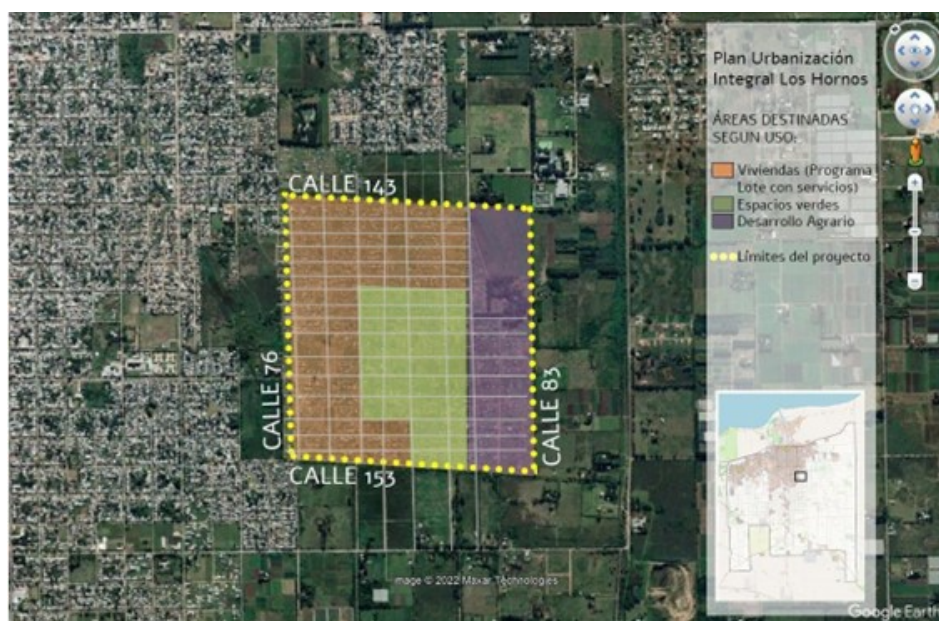 Plan Urbanización
Integral Los Hornos
ÁREAS DESTINADAS
SEGUN USO:
Viviendas (Programa
Lote con servicios)
Espacios verdes
Desarrollo Agrario
Límites del proyecto
CALLE 143
CALLE 76
CALLE 83
CALLE 153
mage © 2022 Maxar Technologies
Google Earth